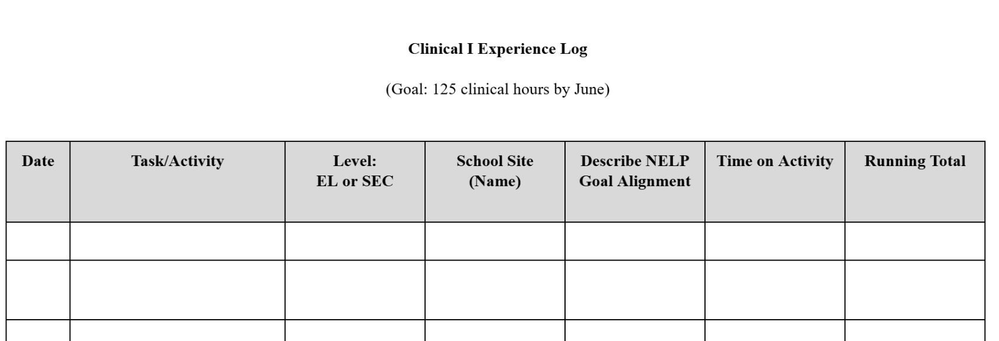 Clinical I Experience Log
(Goal: 125 clinical hours by June)
Date
Task/Activity
Level:
EL or SEC
School Site
(Name)
Describe NELP
Goal Alignment
Time on Activity
Running Total